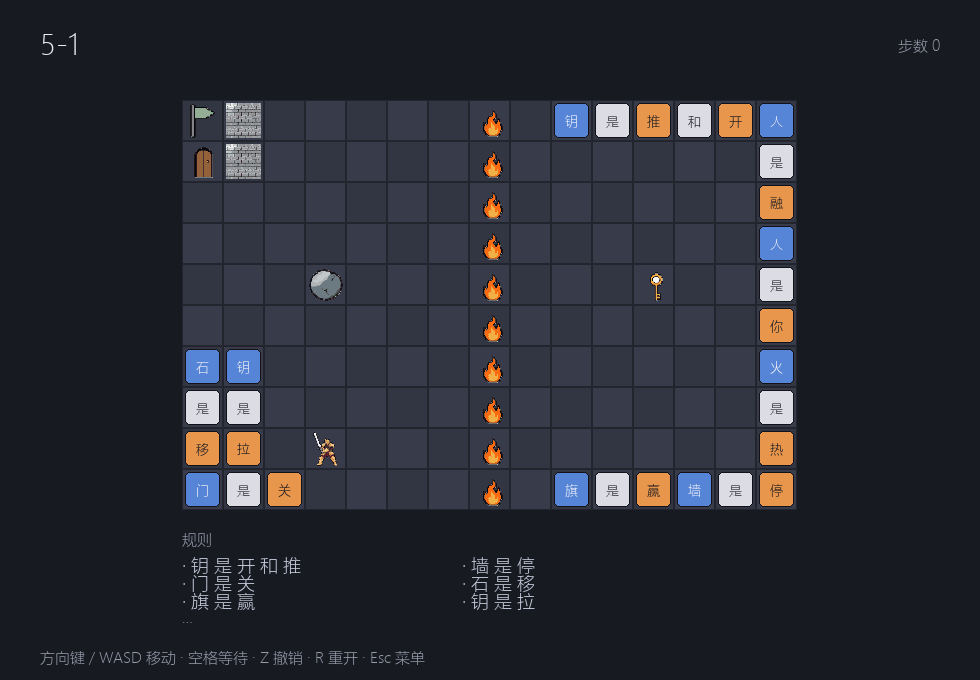 5-1
步数 0
钥 是 推 和 开 人
是
融
人
是
你
石 钥 火
是 是 是
移 拉 热
门 是 关 旗 是 赢 墙 是 停
规则
· 钥 是 开 和 推 · 墙 是 停
· 门 是 关 · 石 是 移
· 旗 是 赢 · 钥 是 拉
...
方向键 / WASD 移动 · 空格等待 · Z 撤销 · R 重开 · Esc 菜单